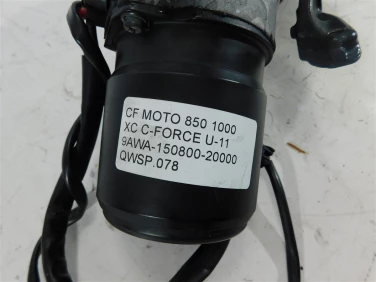 CF MOTO 850 1000
XC C-FORCE U-11
9AWA-150800-20000
QWSP.078